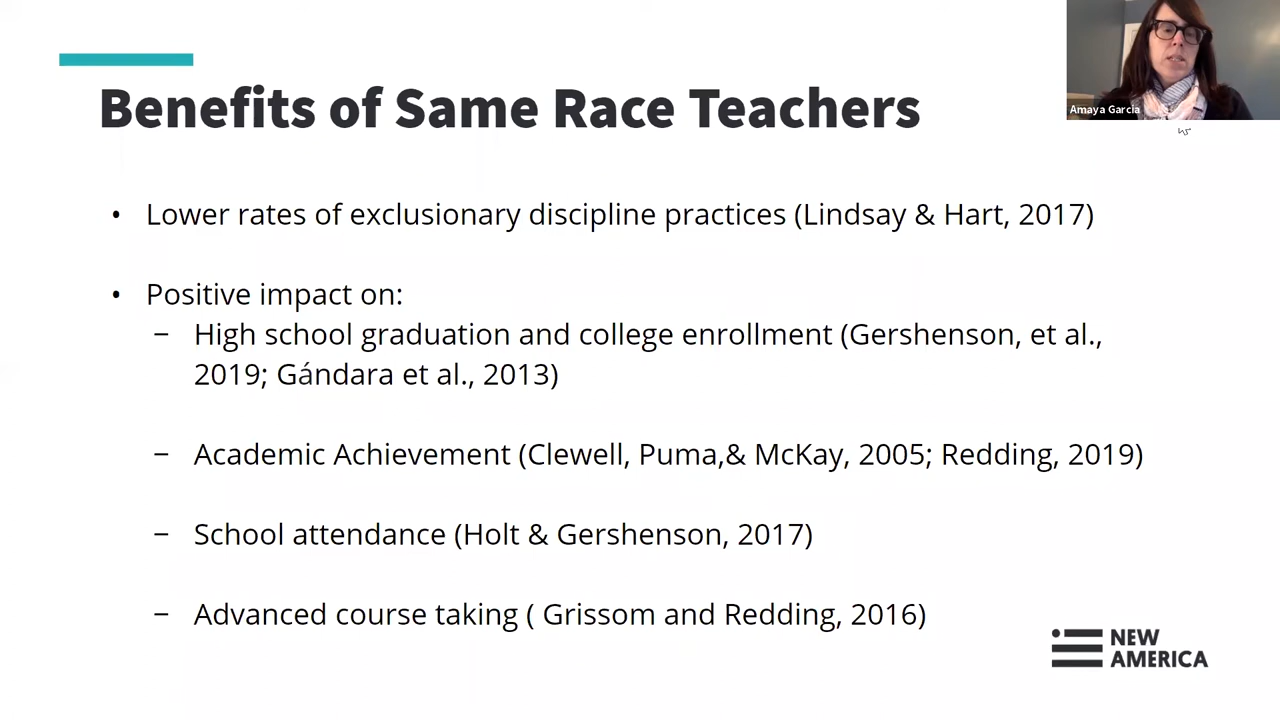 Benefits of Same Race Teachers
Amaya Garcia
• Lower rates of exclusionary discipline practices (Lindsay & Hart, 2017)
• Positive impact on:
– High school graduation and college enrollment (Gershenson, et al.,
2019; Gándara et al., 2013)
– Academic Achievement (Clewell, Puma,& McKay, 2005; Redding, 2019)
– School attendance (Holt & Gershenson, 2017)
– Advanced course taking ( Grissom and Redding, 2016)
NEW
AMERICA